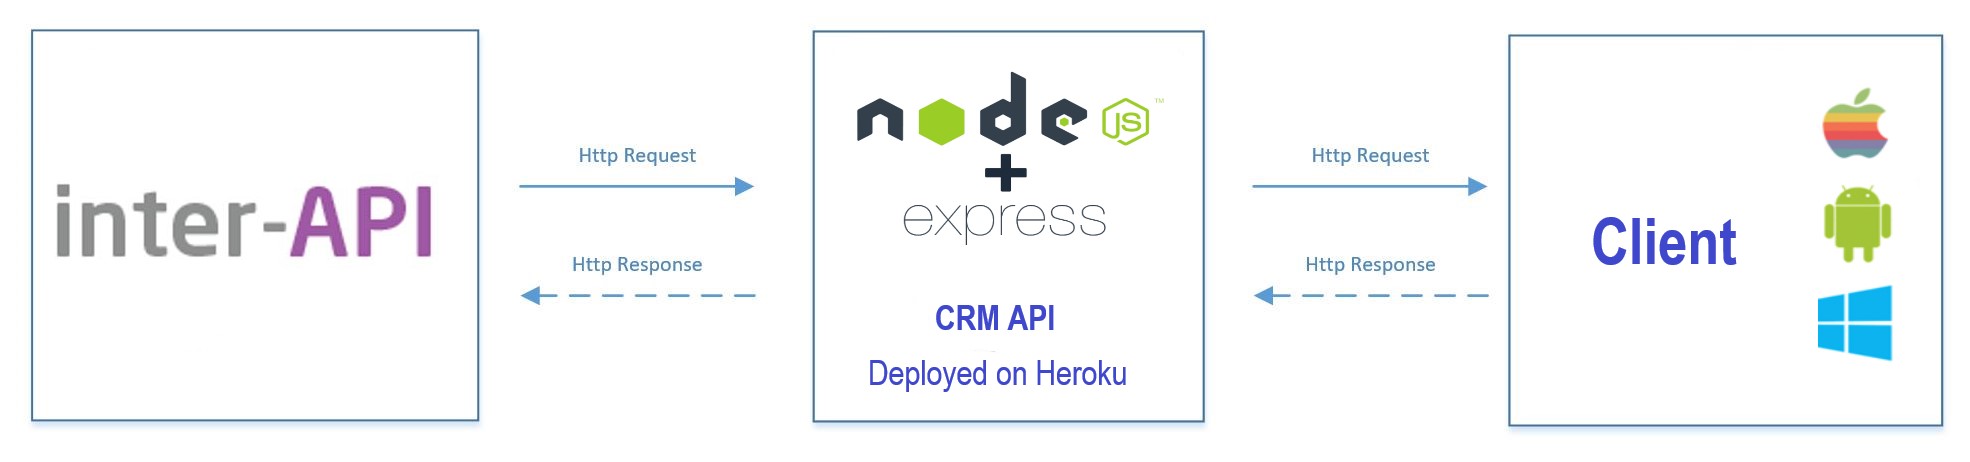 inter-API
Http Request
Http Response
node JS ™
+
express
CRM API
Deployed on Heroku
Http Request
Http Response
Client